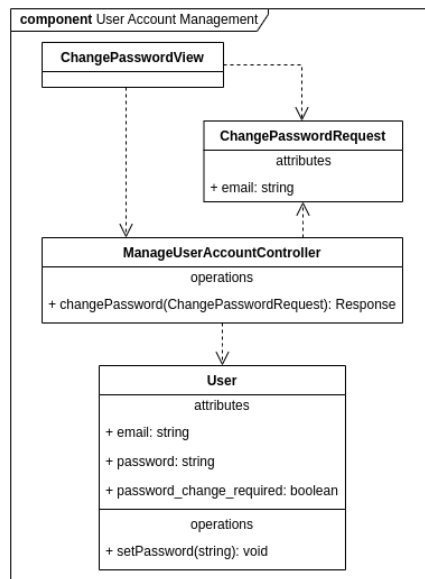 component User Account Management
ChangePasswordView
ChangePasswordRequest
attributes
+ email: string
ManageUserAccountController
operations
+ changePassword(ChangePasswordRequest): Response
User
attributes
+ email: string
+ password: string
+ password_change_required: boolean
operations
+ setPassword(string): void